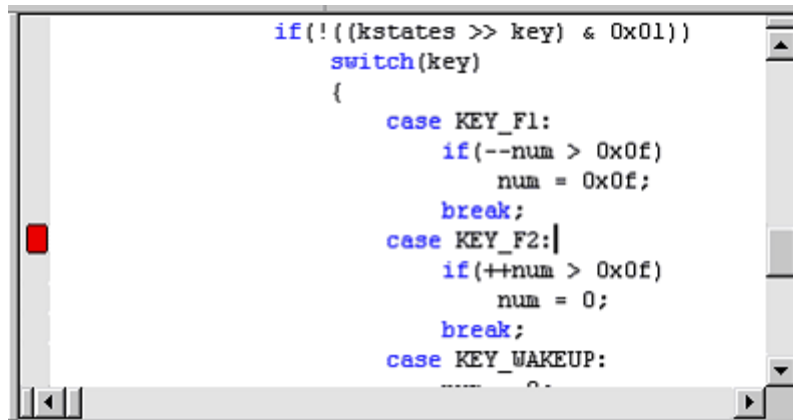 if(!((kstates >> key) & 0x01))
switch(key)
{
case KEY_F1:
if(--num > 0x0f)
num = 0x0f;
break;
case KEY_F2:
if(++num > 0x0f)
num = 0;
break;
case KEY_WAKEUP: